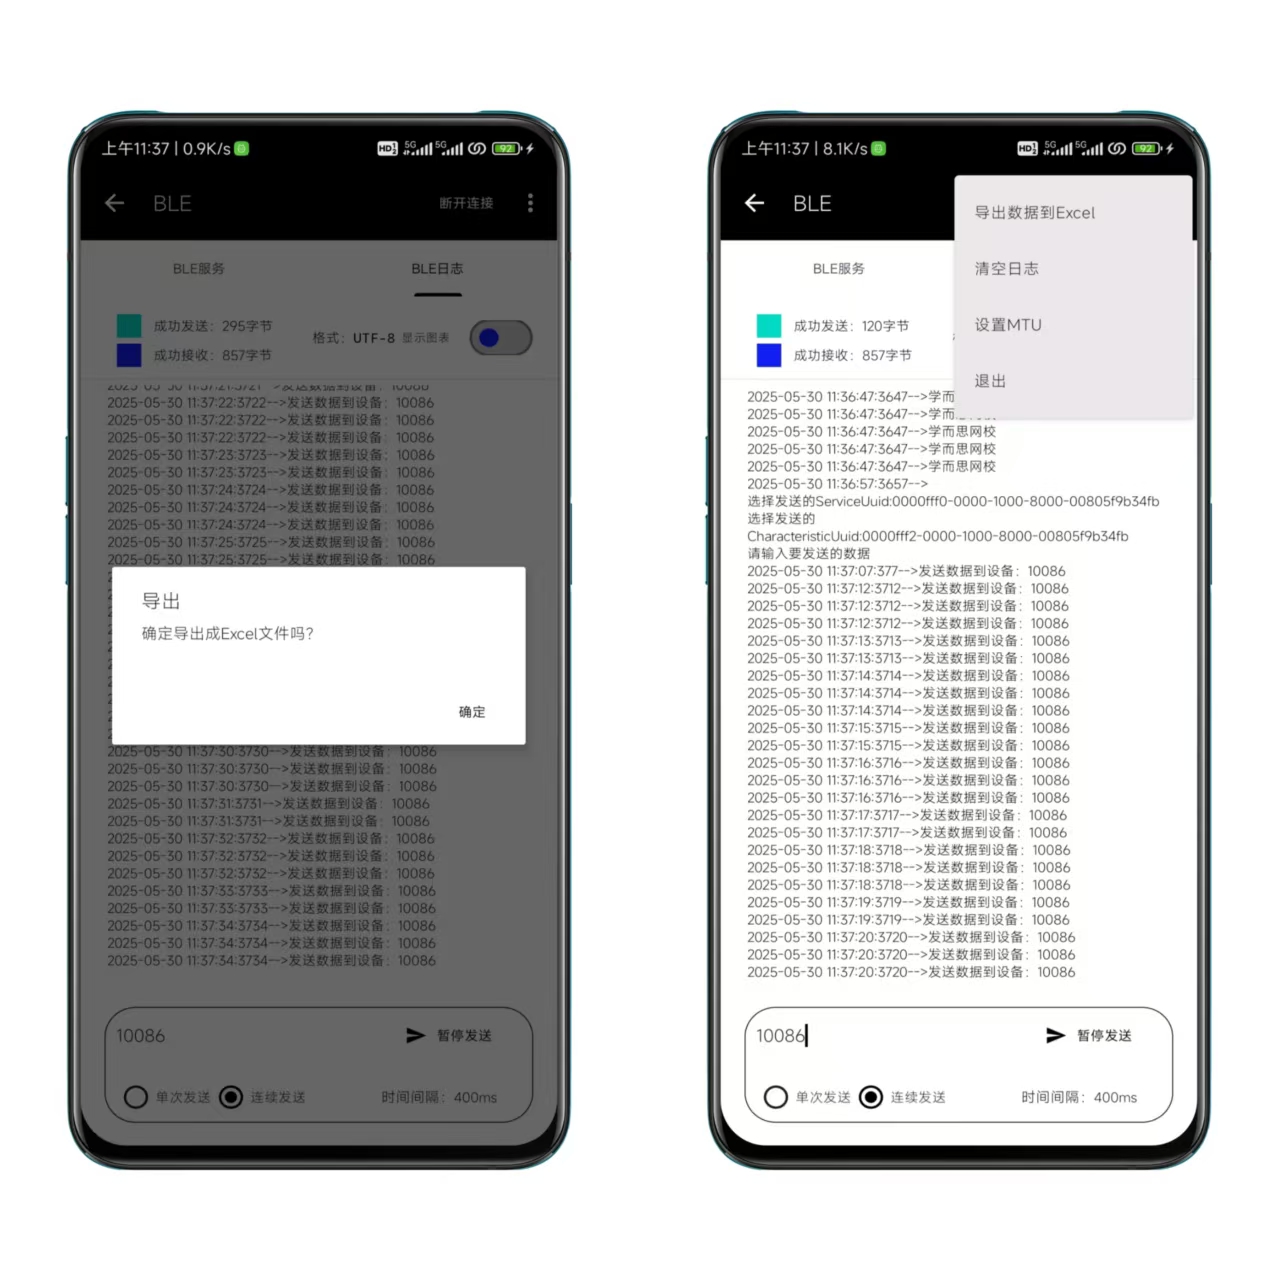 上午11:37 | 0.9K/s
HD 5G 5G 92
BLE
断开连接
BLE服务
BLE日志
成功发送：295字节
成功接收：857字节
格式：UTF-8 显示图表
2025-05-30 11:37:21:3721-->发送数据到设备：10086
2025-05-30 11:37:22:3722-->发送数据到设备：10086
2025-05-30 11:37:22:3722-->发送数据到设备：10086
2025-05-30 11:37:22:3722-->发送数据到设备：10086
2025-05-30 11:37:23:3723-->发送数据到设备：10086
2025-05-30 11:37:23:3723-->发送数据到设备：10086
2025-05-30 11:37:24:3724-->发送数据到设备：10086
2025-05-30 11:37:24:3724-->发送数据到设备：10086
2025-05-30 11:37:24:3724-->发送数据到设备：10086
2025-05-30 11:37:25:3725-->发送数据到设备：10086
2025-05-30 11:37:25:3725-->发送数据到设备：10086
导出
确定导出成Excel文件吗?
确定
2025-05-30 11:37:30:3730-->发送数据到设备：10086
2025-05-30 11:37:30:3730-->发送数据到设备：10086
2025-05-30 11:37:30:3730-->发送数据到设备：10086
2025-05-30 11:37:31:3731-->发送数据到设备：10086
2025-05-30 11:37:31:3731-->发送数据到设备：10086
2025-05-30 11:37:32:3732-->发送数据到设备：10086
2025-05-30 11:37:32:3732-->发送数据到设备：10086
2025-05-30 11:37:32:3732-->发送数据到设备：10086
2025-05-30 11:37:33:3733-->发送数据到设备：10086
2025-05-30 11:37:33:3733-->发送数据到设备：10086
2025-05-30 11:37:34:3734-->发送数据到设备：10086
2025-05-30 11:37:34:3734-->发送数据到设备：10086
2025-05-30 11:37:34:3734-->发送数据到设备：10086
10086
暂停发送
单次发送
连续发送
时间间隔：400ms
上午11:37 | 8.1K/s
HD 5G 5G 92
BLE
导出数据到Excel
清空日志
设置MTU
退出
BLE服务
成功发送：120字节
成功接收：857字节
2025-05-30 11:36:47:3647-->学而
2025-05-30 11:36:47:3647-->学而思网校
2025-05-30 11:36:47:3647-->学而思网校
2025-05-30 11:36:47:3647-->学而思网校
2025-05-30 11:36:47:3647-->学而思网校
2025-05-30 11:36:57:3657-->
选择发送的ServiceUuid:0000fff0-0000-1000-8000-00805f9b34fb
选择发送的
CharacteristicUuid:0000fff2-0000-1000-8000-00805f9b34fb
请输入要发送的数据
2025-05-30 11:37:07:377-->发送数据到设备：10086
2025-05-30 11:37:12:3712-->发送数据到设备：10086
2025-05-30 11:37:12:3712-->发送数据到设备：10086
2025-05-30 11:37:12:3712-->发送数据到设备：10086
2025-05-30 11:37:13:3713-->发送数据到设备：10086
2025-05-30 11:37:13:3713-->发送数据到设备：10086
2025-05-30 11:37:14:3714-->发送数据到设备：10086
2025-05-30 11:37:14:3714-->发送数据到设备：10086
2025-05-30 11:37:14:3714-->发送数据到设备：10086
2025-05-30 11:37:15:3715-->发送数据到设备：10086
2025-05-30 11:37:15:3715-->发送数据到设备：10086
2025-05-30 11:37:16:3716-->发送数据到设备：10086
2025-05-30 11:37:16:3716-->发送数据到设备：10086
2025-05-30 11:37:16:3716-->发送数据到设备：10086
2025-05-30 11:37:17:3717-->发送数据到设备：10086
2025-05-30 11:37:17:3717-->发送数据到设备：10086
2025-05-30 11:37:18:3718-->发送数据到设备：10086
2025-05-30 11:37:18:3718-->发送数据到设备：10086
2025-05-30 11:37:18:3718-->发送数据到设备：10086
2025-05-30 11:37:19:3719-->发送数据到设备：10086
2025-05-30 11:37:19:3719-->发送数据到设备：10086
2025-05-30 11:37:20:3720-->发送数据到设备：10086
2025-05-30 11:37:20:3720-->发送数据到设备：10086
2025-05-30 11:37:20:3720-->发送数据到设备：10086
10086
暂停发送
单次发送
连续发送
时间间隔：400ms